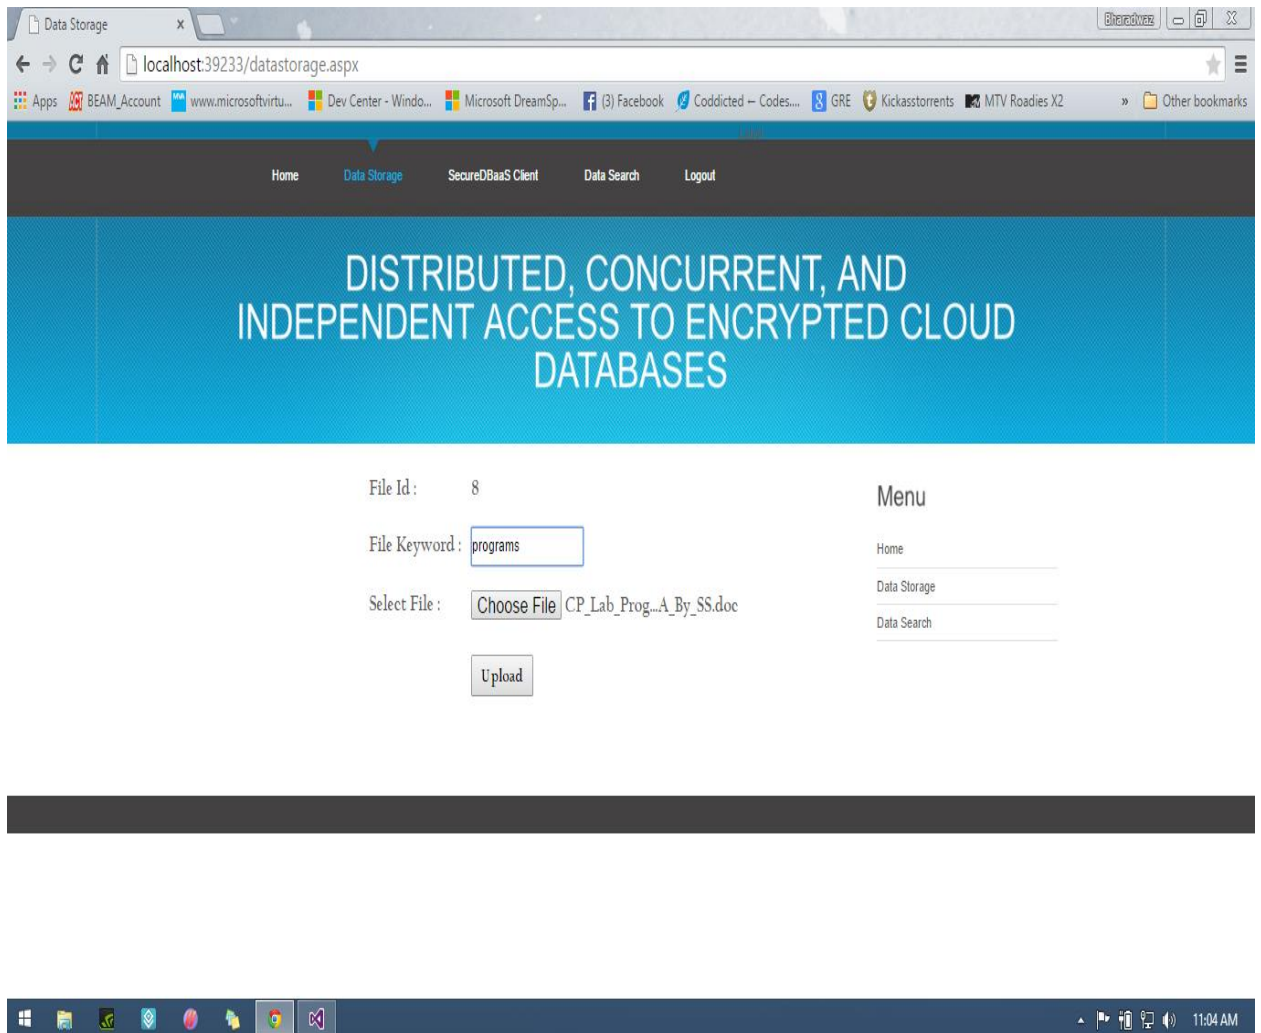 Data Storage
Bharadwaz
localhost:39233/datastorage.aspx
Apps BEAM_Account www.microsoftvirtu... Dev Center - Windo... Microsoft DreamSp... (3) Facebook Coddicted – Codes.... GRE Kickasstorrents MTV Roadies X2 » Other bookmarks
Home Data Storage SecureDBaaS Client Data Search Logout
DISTRIBUTED, CONCURRENT, AND
INDEPENDENT ACCESS TO ENCRYPTED CLOUD
DATABASES
File Id : 8
File Keyword : programs
Select File : Choose File CP_Lab_Prog...A_By_SS.doc
Upload
Menu
Home
Data Storage
Data Search
11:04 AM